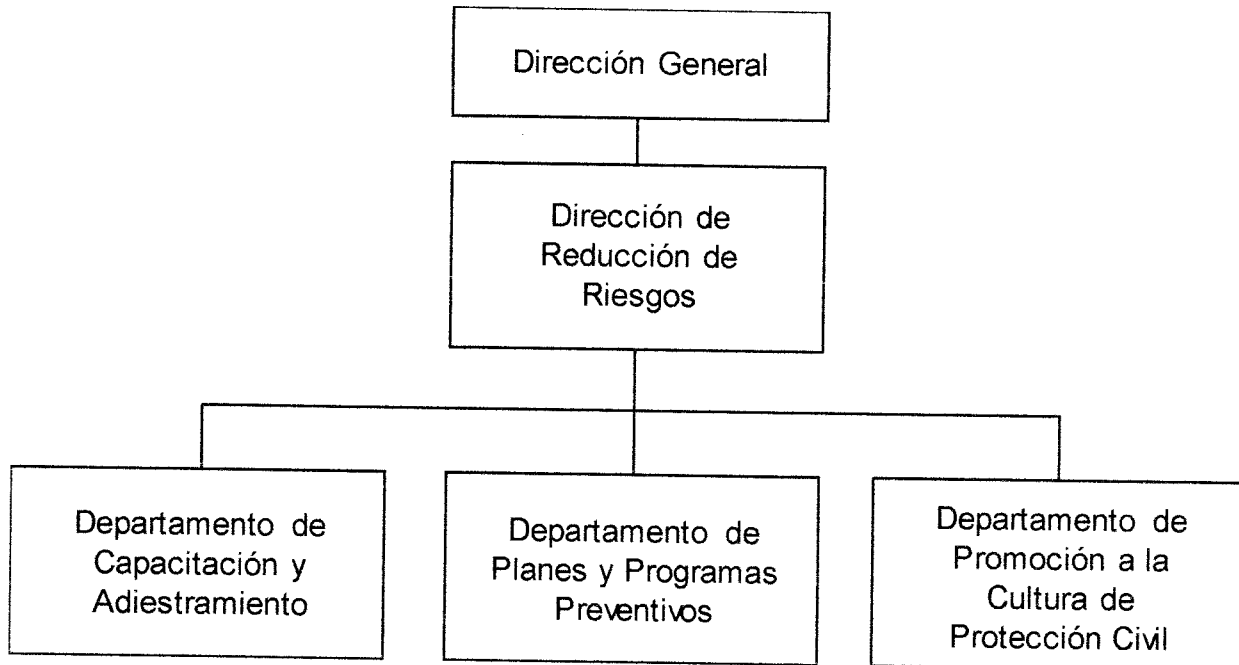 Dirección General
Dirección de
Reducción de
Riesgos
Departamento de
Capacitación y
Adiestramiento
Departamento de
Planes y Programas
Preventivos
Departamento de
Promoción a la
Cultura de
Protección Civil